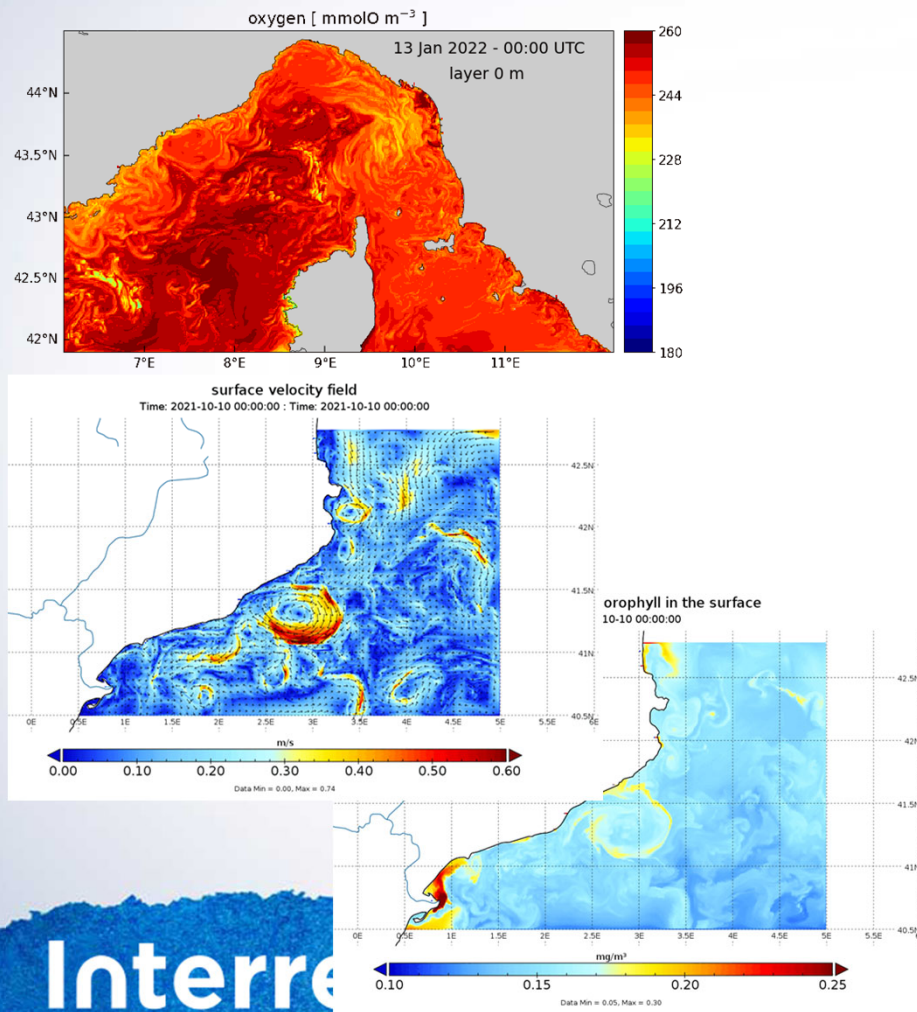 oxygen [ mmolO m⁻³ ]
13 Jan 2022 - 00:00 UTC
layer 0 m
44°N
43.5°N
43°N
42.5°N
42°N
7°E 8°E 9°E 10°E 11°E
260
244
228
212
196
180
surface velocity field
Time: 2021-10-10 00:00:00 : Time: 2021-10-10 00:00:00
42.5N
42N
41.5N
41N
40.5N
0E 0.5E 1E 1.5E 2E 2.5E 3E 3.5E 4E 4.5E 5E 5.5E 6E
m/s
0.00 0.10 0.20 0.30 0.40 0.50 0.60
Data Min = 0.00, Max = 0.74
orophyll in the surface
10-10 00:00:00
42.5N
42N
41.5N
41N
40.5N
0E 0.5E 1E 1.5E 2E 2.5E 3E 3.5E 4E 4.5E 5E 5.5E
mg/m³
0.10 0.15 0.20 0.25
Data Min = 0.05, Max = 0.30
Interre